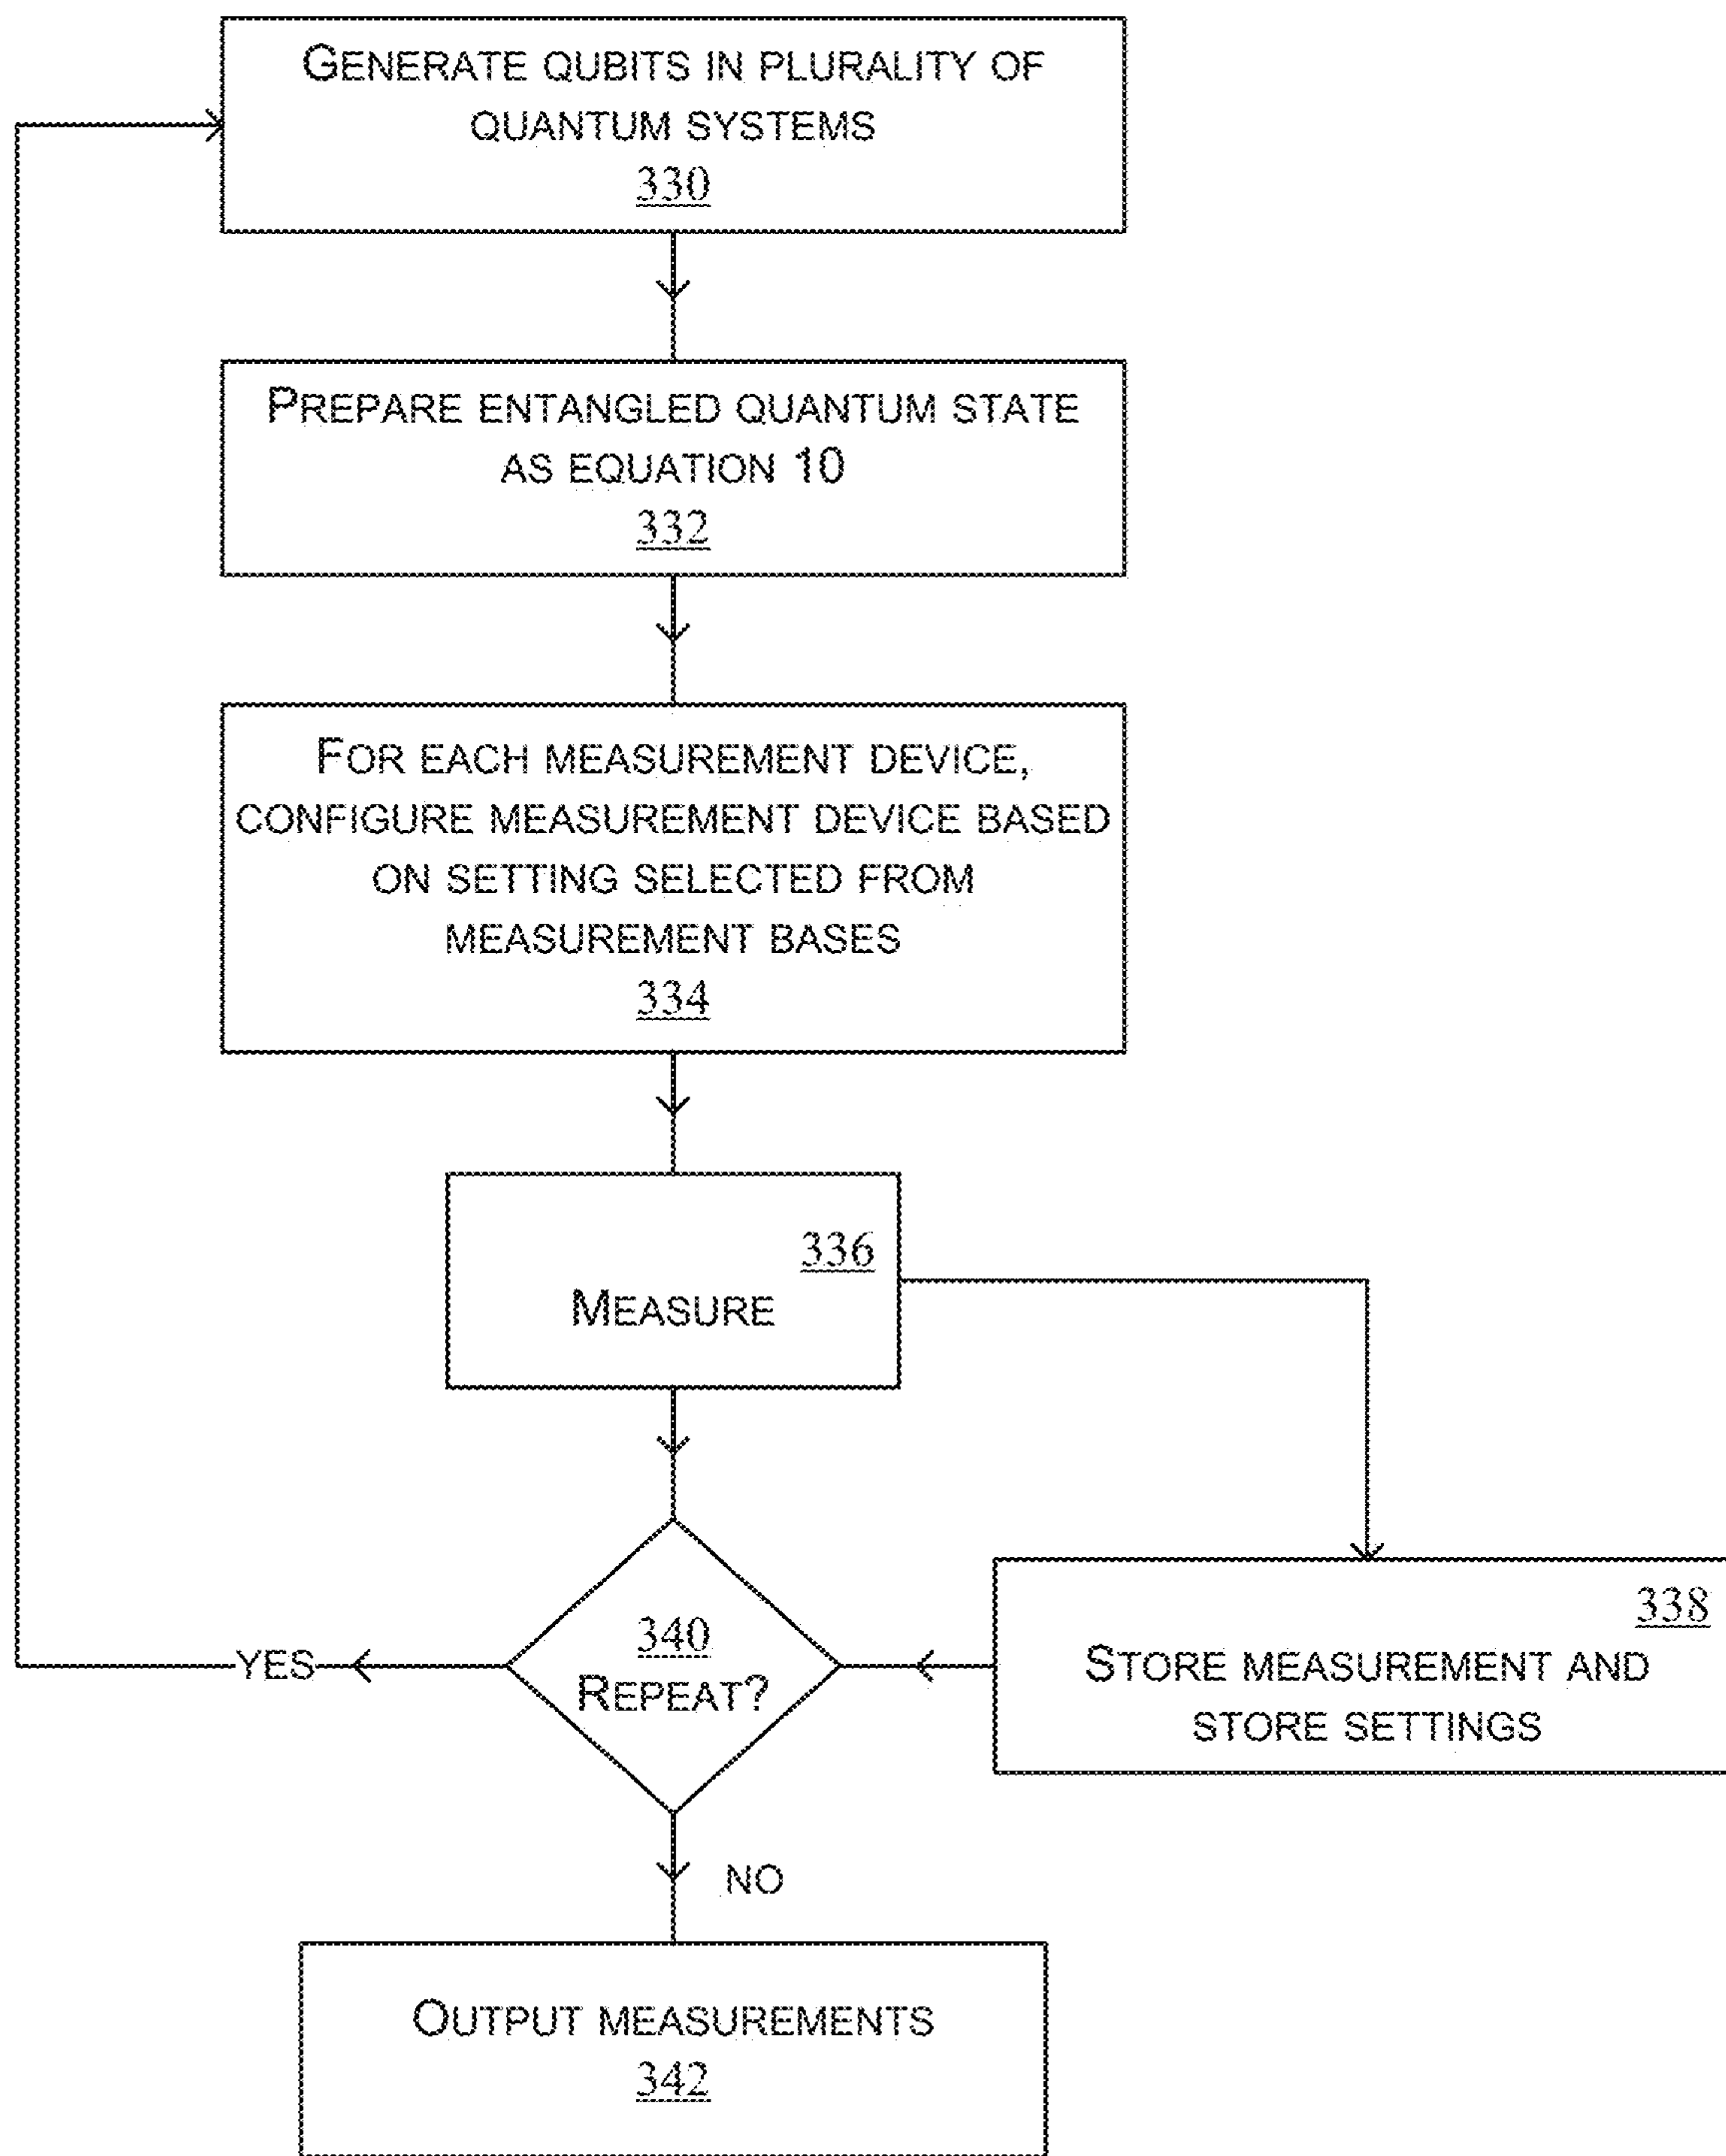 GENERATE QUBITS IN PLURALITY OF
QUANTUM SYSTEMS
330
PREPARE ENTANGLED QUANTUM STATE
AS EQUATION 10
332
FOR EACH MEASUREMENT DEVICE,
CONFIGURE MEASUREMENT DEVICE BASED
ON SETTING SELECTED FROM
MEASUREMENT BASES
334
336
MEASURE
340
REPEAT?
YES
338
STORE MEASUREMENT AND
STORE SETTINGS
NO
OUTPUT MEASUREMENTS
342